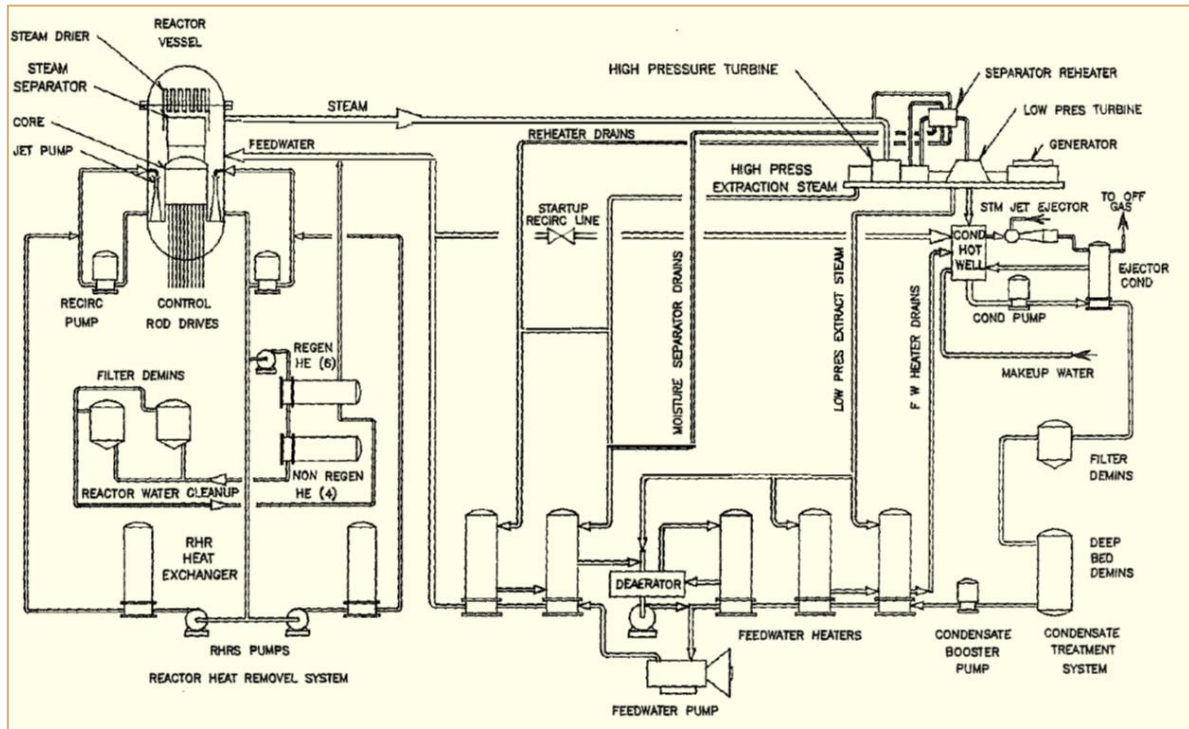 REACTOR
VESSEL
STEAM DRIER
STEAM
SEPARATOR
CORE
JET PUMP
STEAM
FEEDWATER
HIGH PRESSURE TURBINE
SEPARATOR REHEATER
LOW PRES TURBINE
GENERATOR
REHEATER DRAINS
HIGH PRESS
EXTRACTION STEAM
STARTUP
RECIRC LINE
STM JET EJECTOR
TO OFF
GAS
COND
HOT
WELL
EJECTOR
COND
COND PUMP
MAKEUP WATER
RECIRC
PUMP
CONTROL
ROD DRIVES
REGEN
HE (6)
FILTER DEMINS
NON REGEN
HE (4)
REACTOR WATER CLEANUP
MOISTURE SEPARATOR DRAINS
LOW PRES EXTRACT STEAM
F W HEATER DRAINS
FILTER
DEMINS
RHR
HEAT
EXCHANGER
DEAERATOR
DEEP
BED
DEMINS
RHRS PUMPS
REACTOR HEAT REMOVEL SYSTEM
FEEDWATER HEATERS
FEEDWATER PUMP
CONDENSATE
BOOSTER
PUMP
CONDENSATE
TREATMENT
SYSTEM